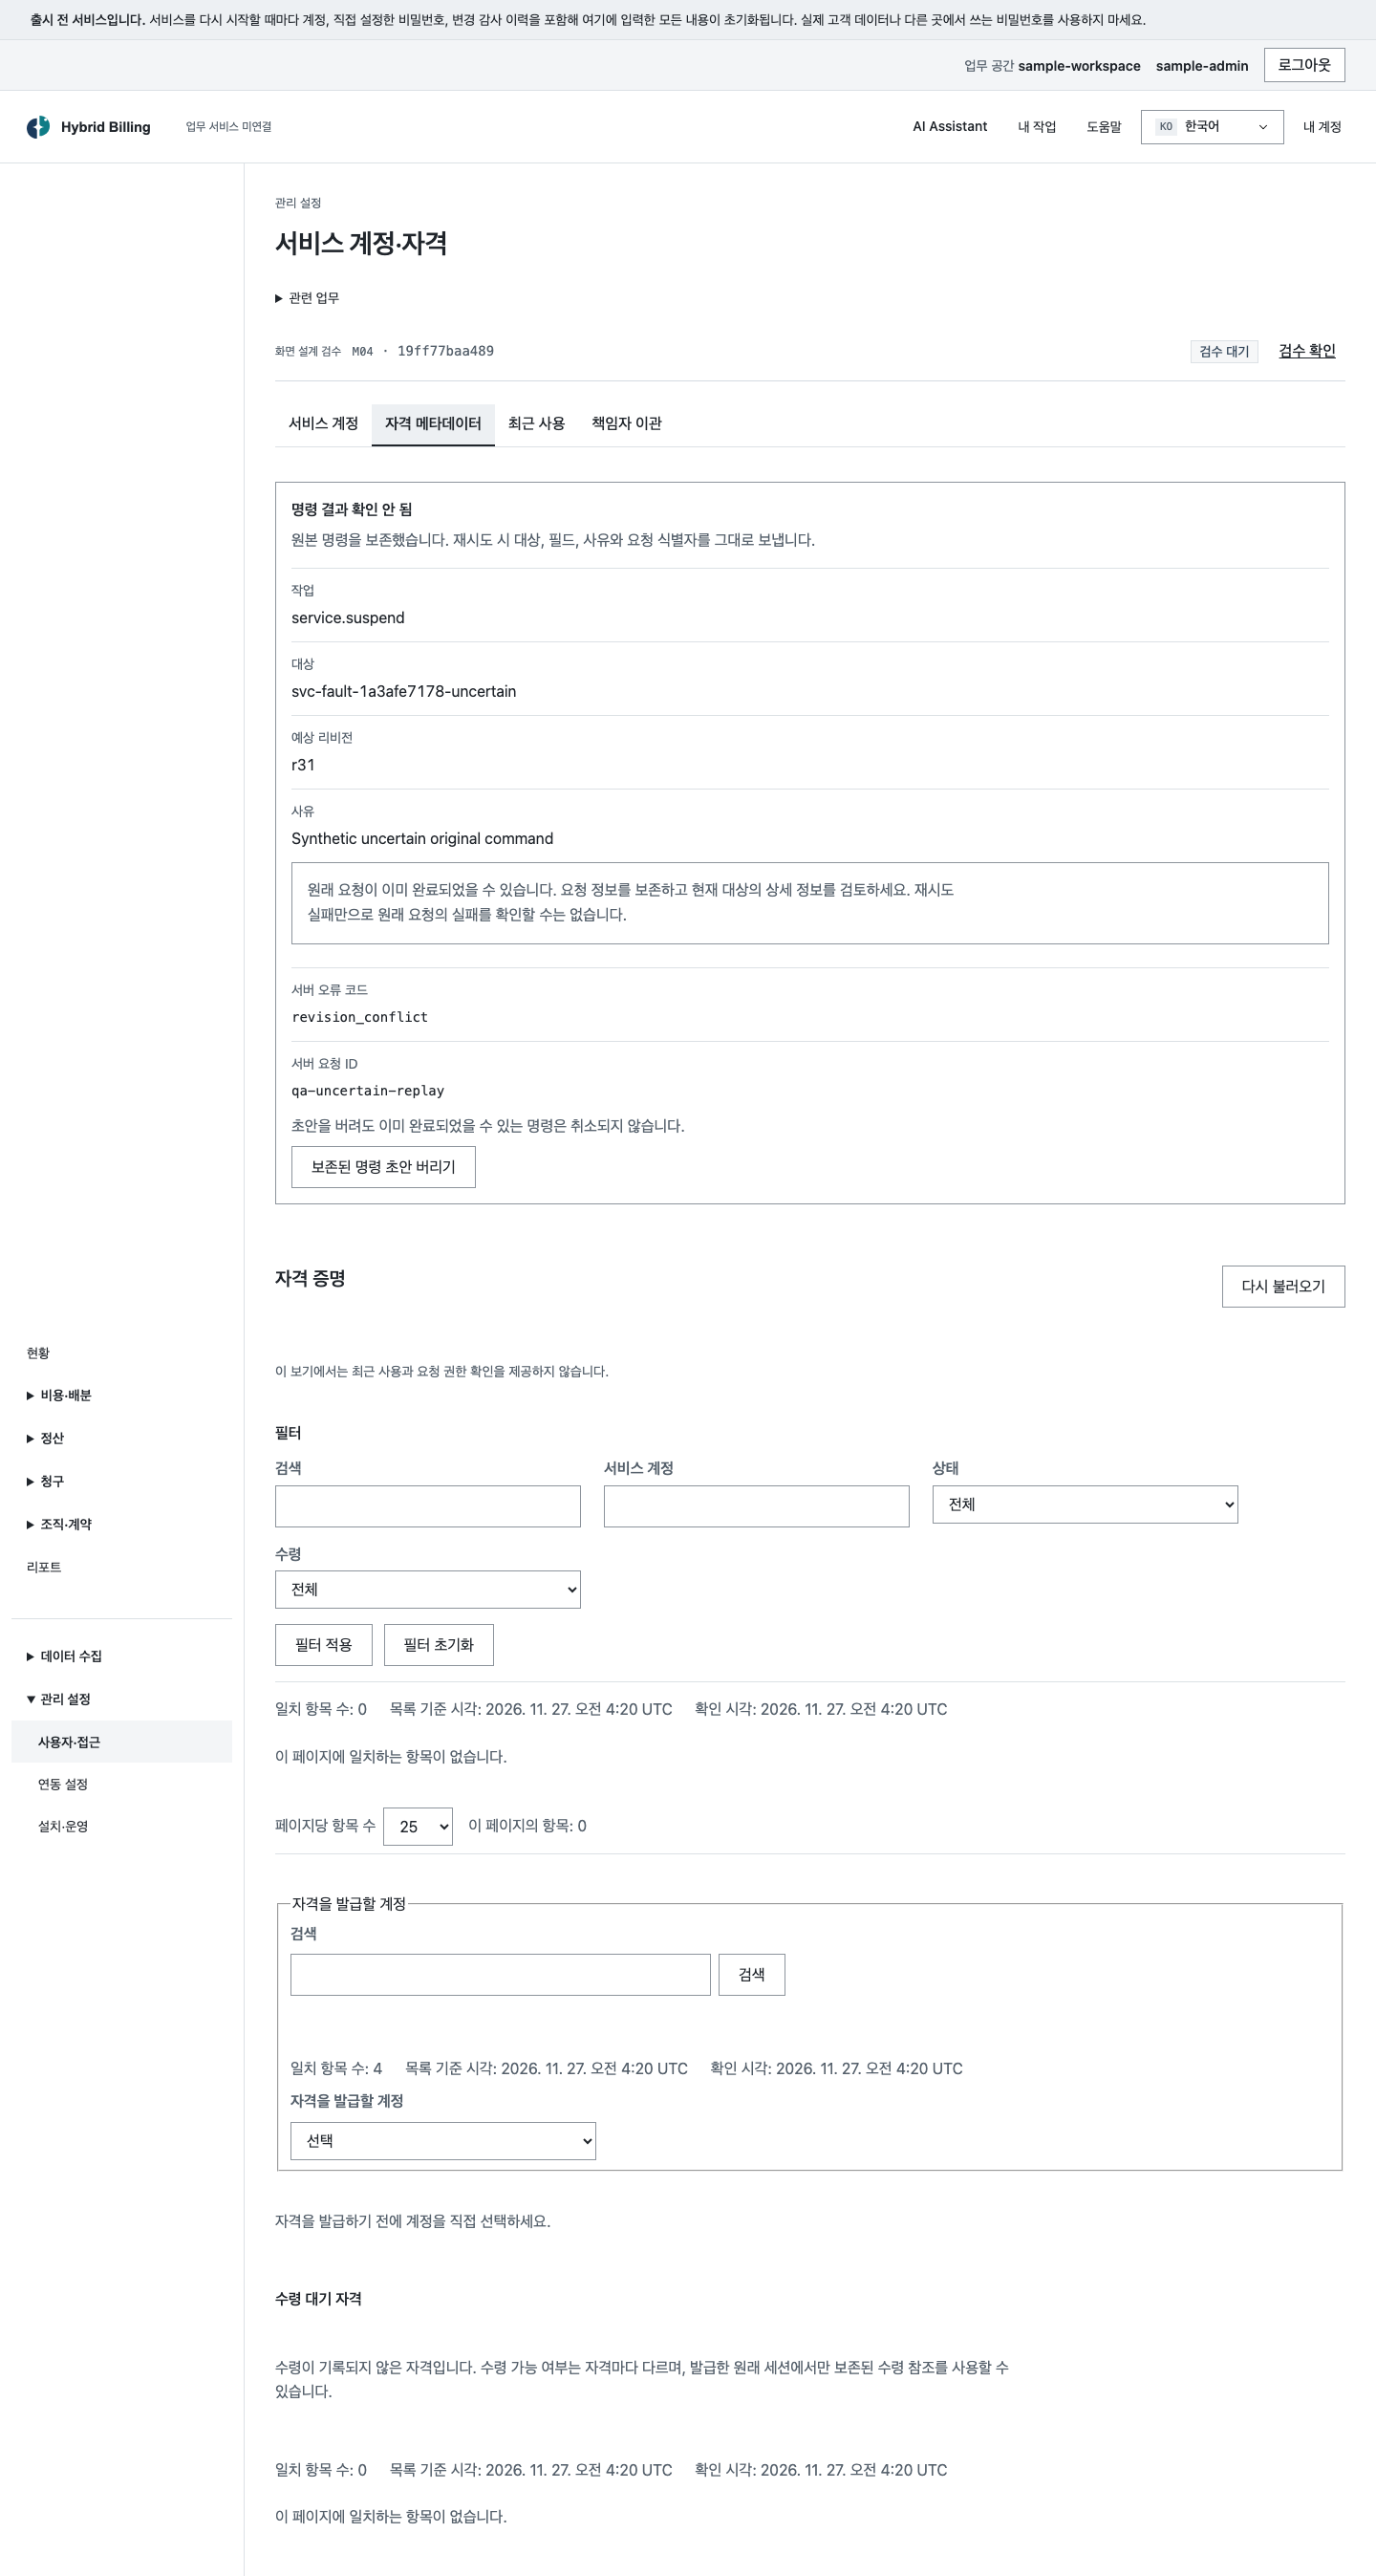 출시 전 서비스입니다. 서비스를 다시 시작할 때마다 계정, 직접 설정한 비밀번호, 변경 감사 이력을 포함해 여기에 입력한 모든 내용이 초기화됩니다. 실제 고객 데이터나 다른 곳에서 쓰는 비밀번호를 사용하지 마세요.
업무 공간 sample-workspace sample-admin 로그아웃
Hybrid Billing 업무 서비스 미연결 AI Assistant 내 작업 도움말 KO 한국어 내 계정
관리 설정
서비스 계정·자격
관련 업무
화면 설계 검수 M04 · 19ff77baa489 검수 대기 검수 확인
서비스 계정 자격 메타데이터 최근 사용 책임자 이관
명령 결과 확인 안 됨
원본 명령을 보존했습니다. 재시도 시 대상, 필드, 사유와 요청 식별자를 그대로 보냅니다.
작업
service.suspend
대상
svc-fault-1a3afe7178-uncertain
예상 리비전
r31
사유
Synthetic uncertain original command
원래 요청이 이미 완료되었을 수 있습니다. 요청 정보를 보존하고 현재 대상의 상세 정보를 검토하세요. 재시도
실패만으로 원래 요청의 실패를 확인할 수는 없습니다.
서버 오류 코드
revision_conflict
서버 요청 ID
qa-uncertain-replay
초안을 버려도 이미 완료되었을 수 있는 명령은 취소되지 않습니다.
보존된 명령 초안 버리기
자격 증명 다시 불러오기
이 보기에서는 최근 사용과 요청 권한 확인을 제공하지 않습니다.
필터
검색 서비스 계정 상태
전체
수령
전체
필터 적용 필터 초기화
일치 항목 수: 0 목록 기준 시각: 2026. 11. 27. 오전 4:20 UTC 확인 시각: 2026. 11. 27. 오전 4:20 UTC
이 페이지에 일치하는 항목이 없습니다.
페이지당 항목 수 25 이 페이지의 항목: 0
자격을 발급할 계정
검색
검색
일치 항목 수: 4 목록 기준 시각: 2026. 11. 27. 오전 4:20 UTC 확인 시각: 2026. 11. 27. 오전 4:20 UTC
자격을 발급할 계정
선택
자격을 발급하기 전에 계정을 직접 선택하세요.
수령 대기 자격
수령이 기록되지 않은 자격입니다. 수령 가능 여부는 자격마다 다르며, 발급한 원래 세션에서만 보존된 수령 참조를 사용할 수
있습니다.
일치 항목 수: 0 목록 기준 시각: 2026. 11. 27. 오전 4:20 UTC 확인 시각: 2026. 11. 27. 오전 4:20 UTC
이 페이지에 일치하는 항목이 없습니다.
현황
비용·배분
정산
청구
조직·계약
리포트
데이터 수집
관리 설정
사용자·접근
연동 설정
설치·운영